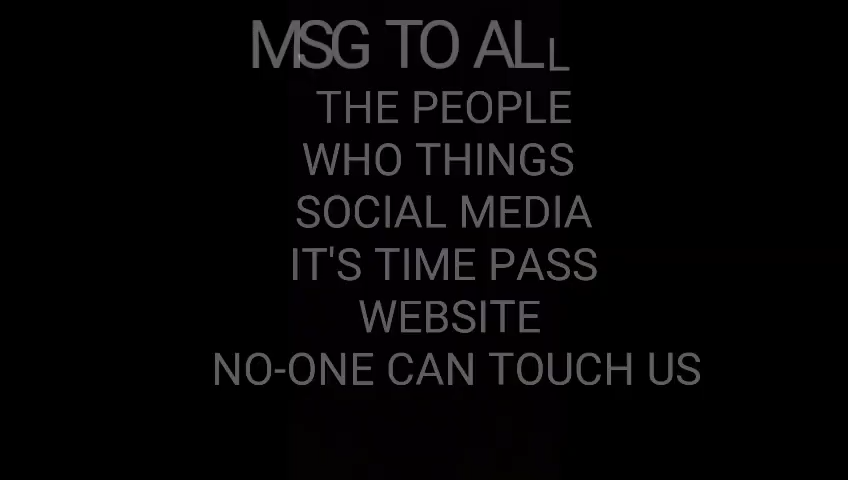 MSG TO ALL
THE PEOPLE
WHO THINGS
SOCIAL MEDIA
IT'S TIME PASS
WEBSITE
NO-ONE CAN TOUCH US